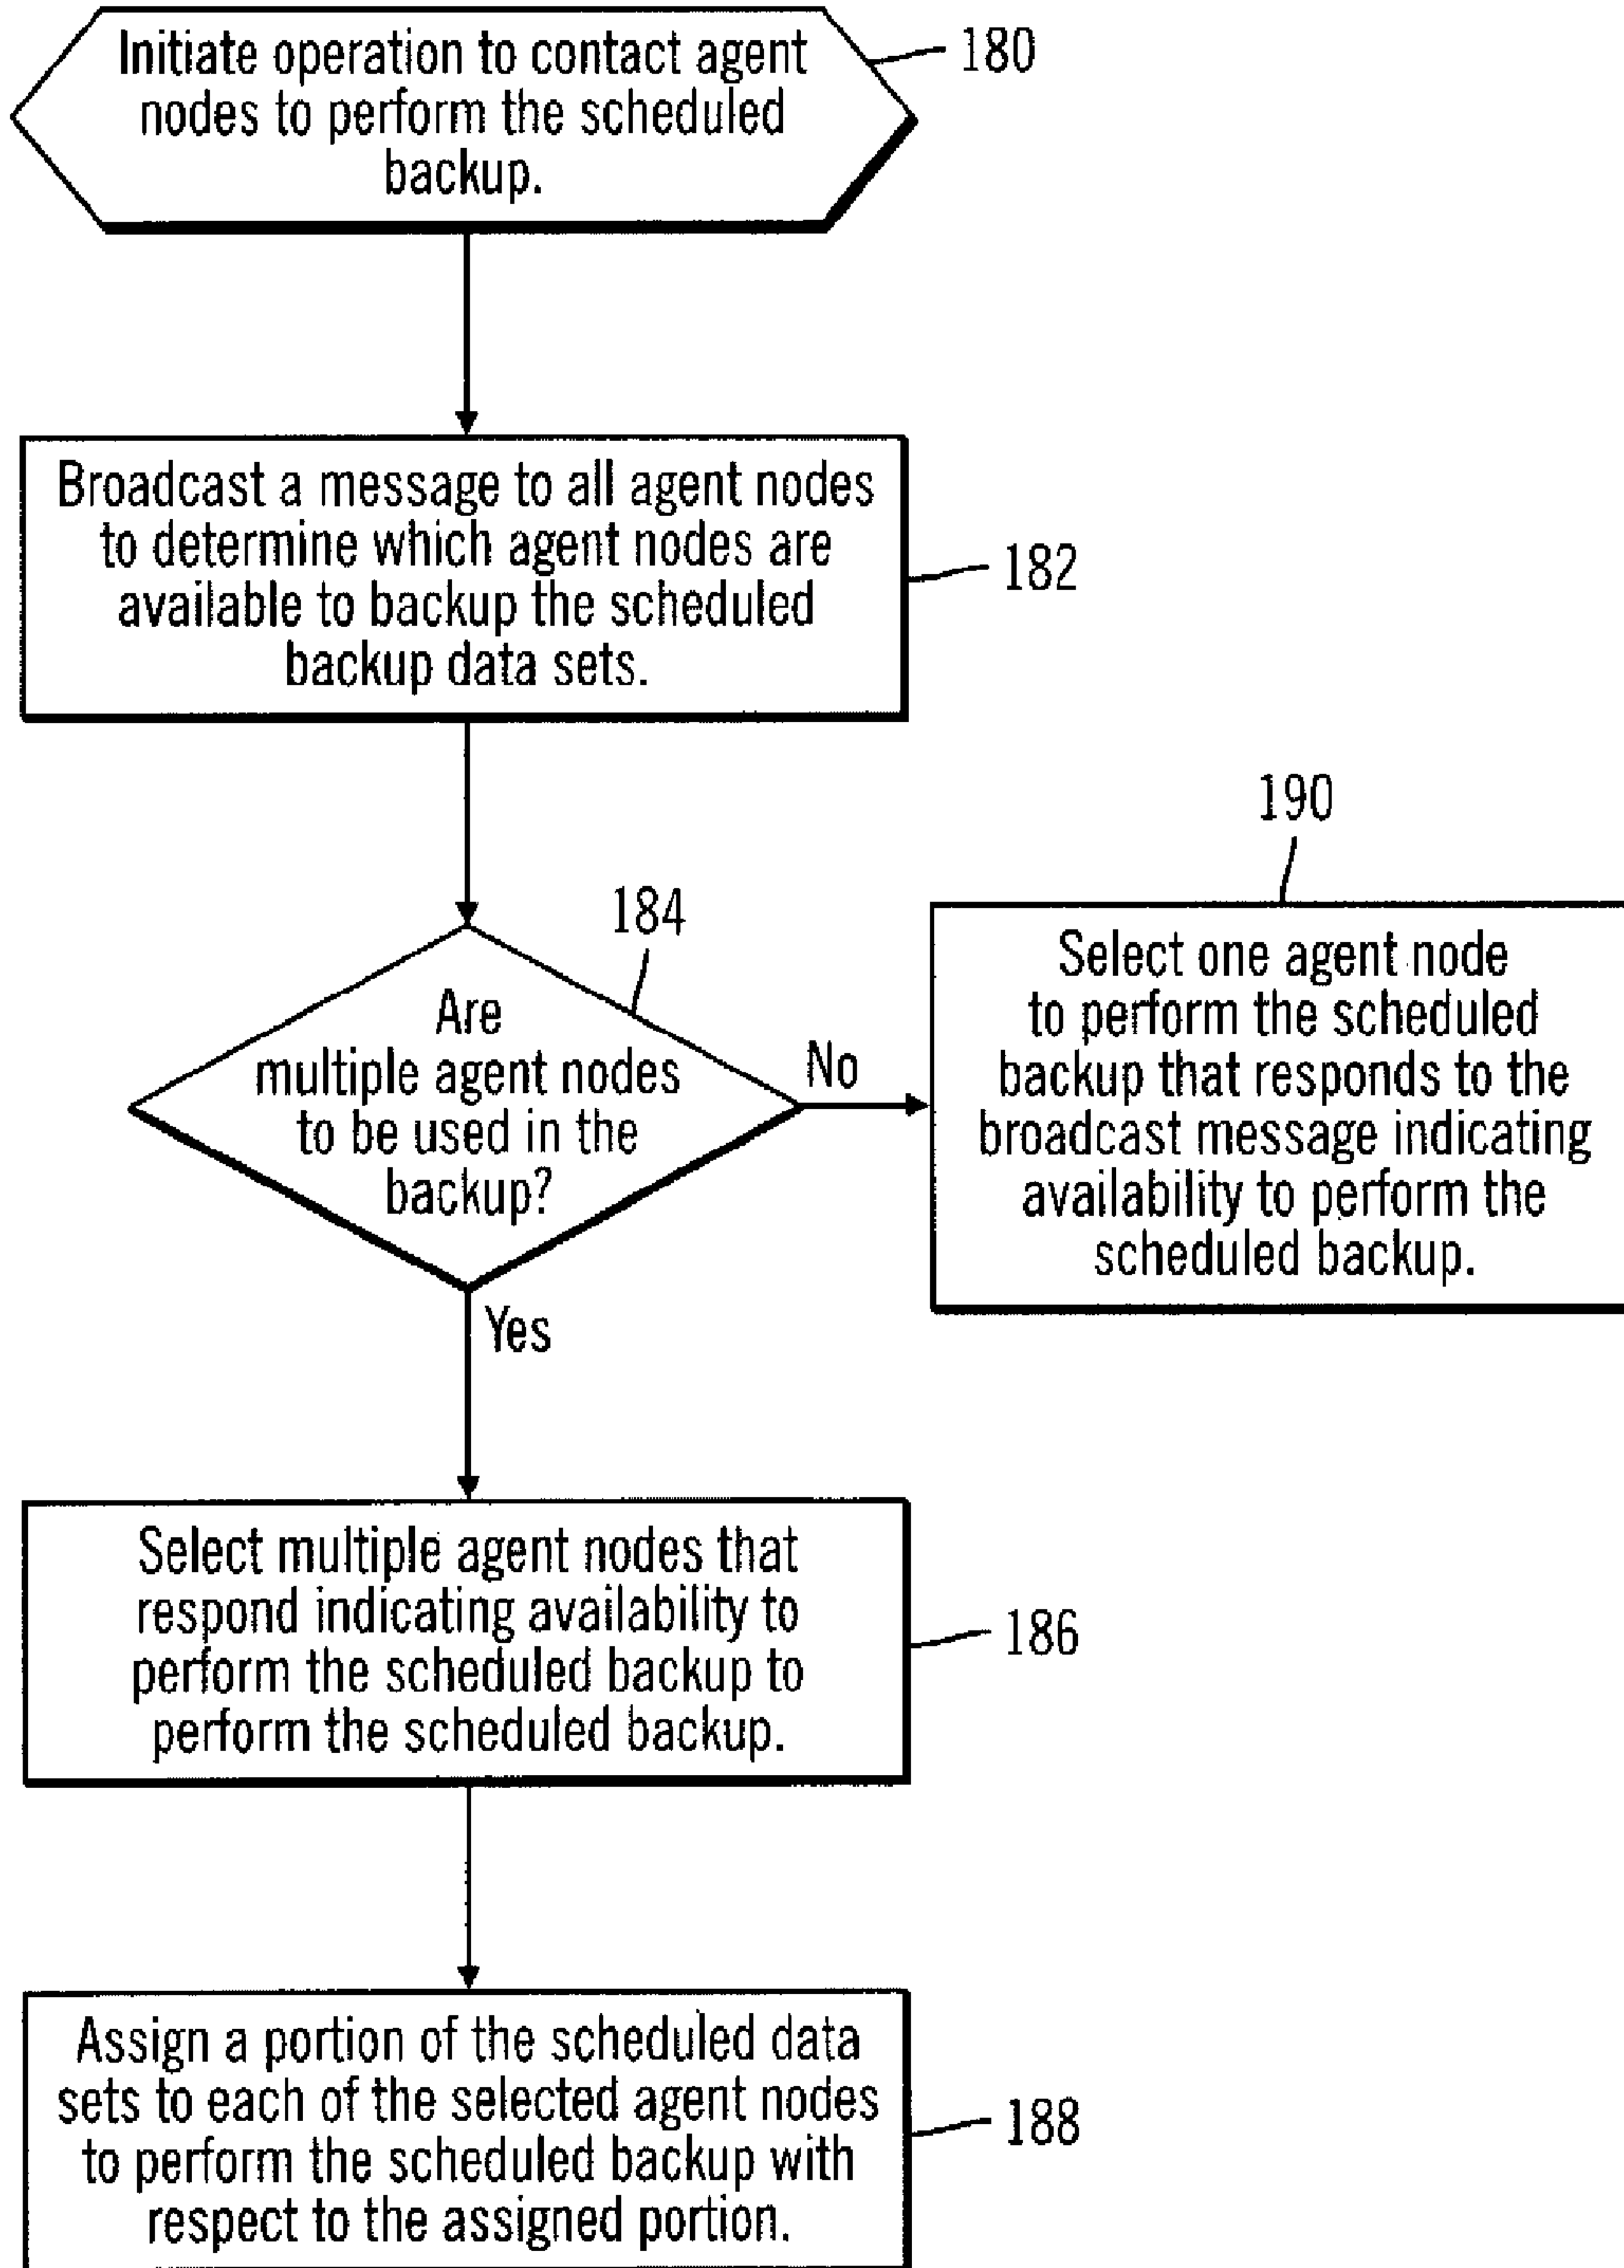 Initiate operation to contact agent
nodes to perform the scheduled
backup.
180
Broadcast a message to all agent nodes
to determine which agent nodes are
available to backup the scheduled
backup data sets.
182
184
Are
multiple agent nodes
to be used in the
backup?
No
190
Select one agent node
to perform the scheduled
backup that responds to the
broadcast message indicating
availability to perform the
scheduled backup.
Yes
Select multiple agent nodes that
respond indicating availability to
perform the scheduled backup to
perform the scheduled backup.
186
Assign a portion of the scheduled data
sets to each of the selected agent nodes
to perform the scheduled backup with
respect to the assigned portion.
188